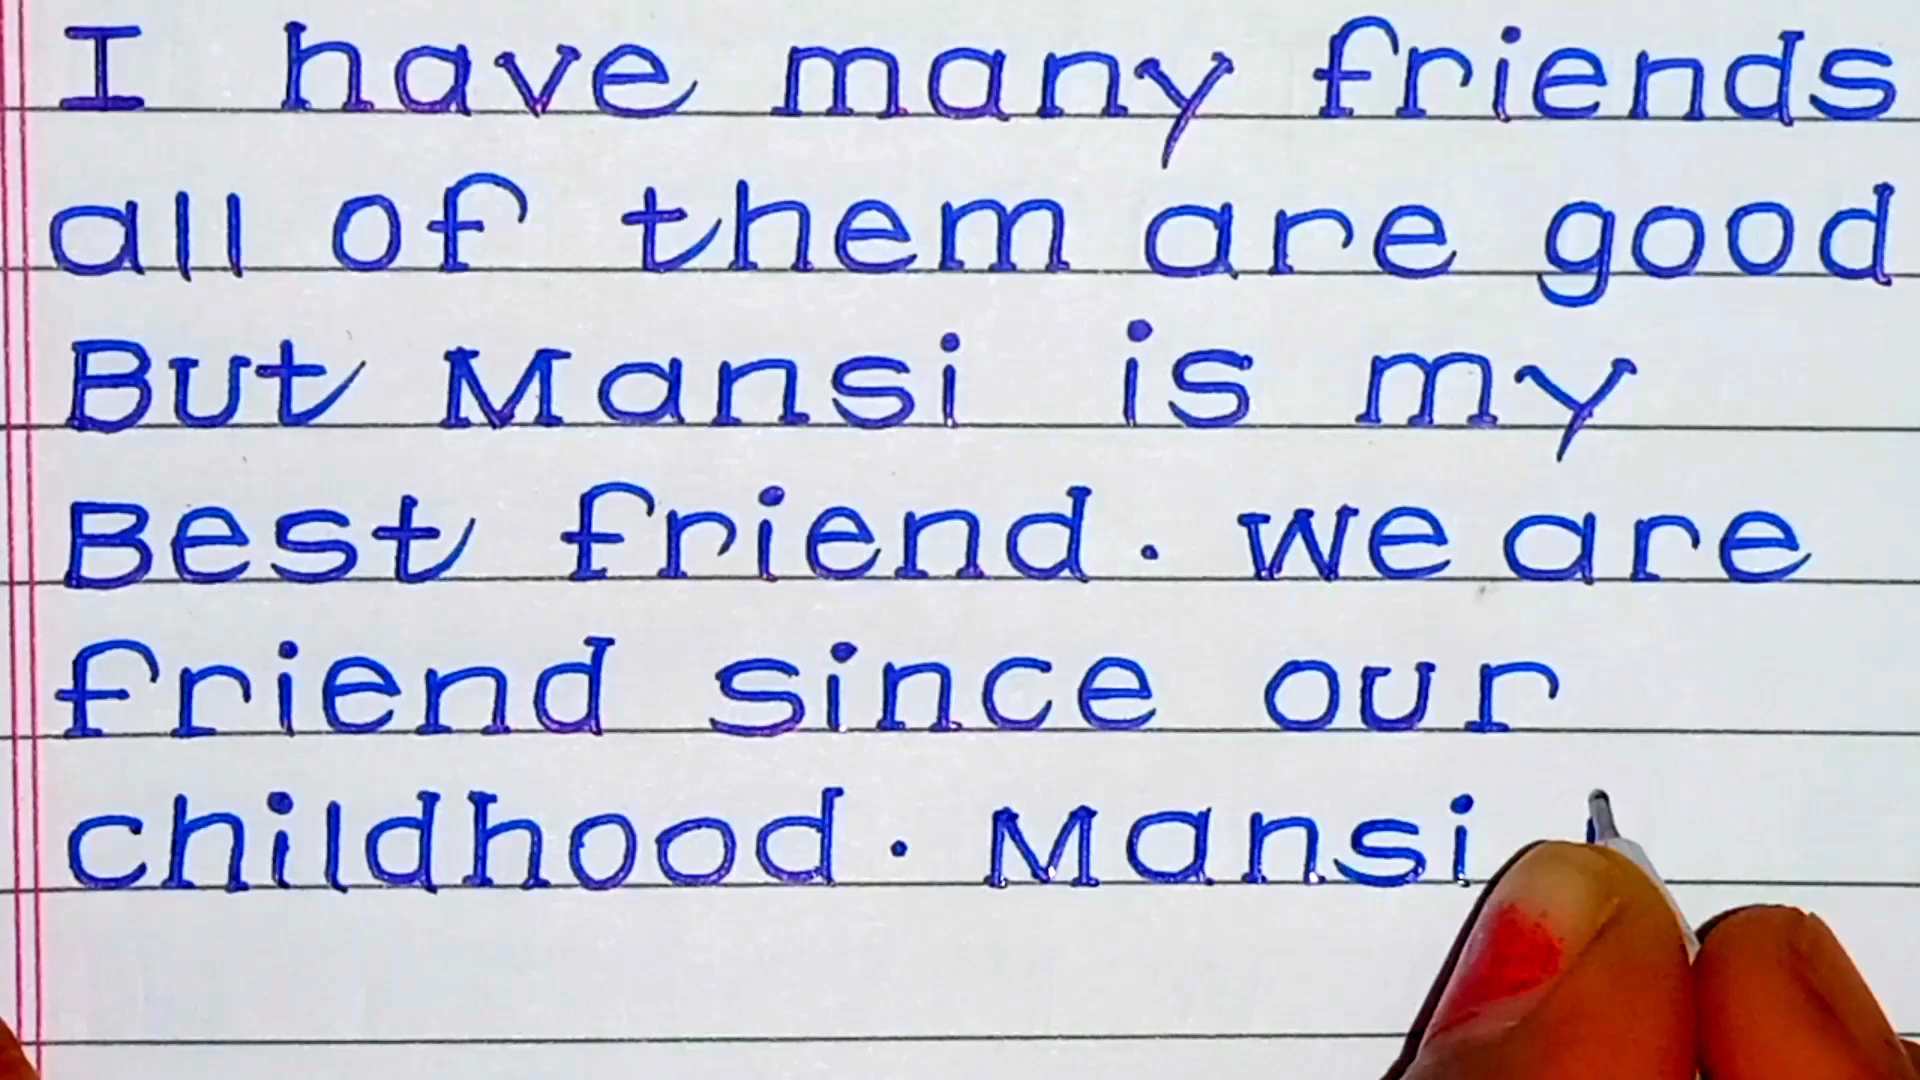 I have many friends
all of them are good
But Mansi is my
Best friend. we are
friend since our
childhood. Mansi